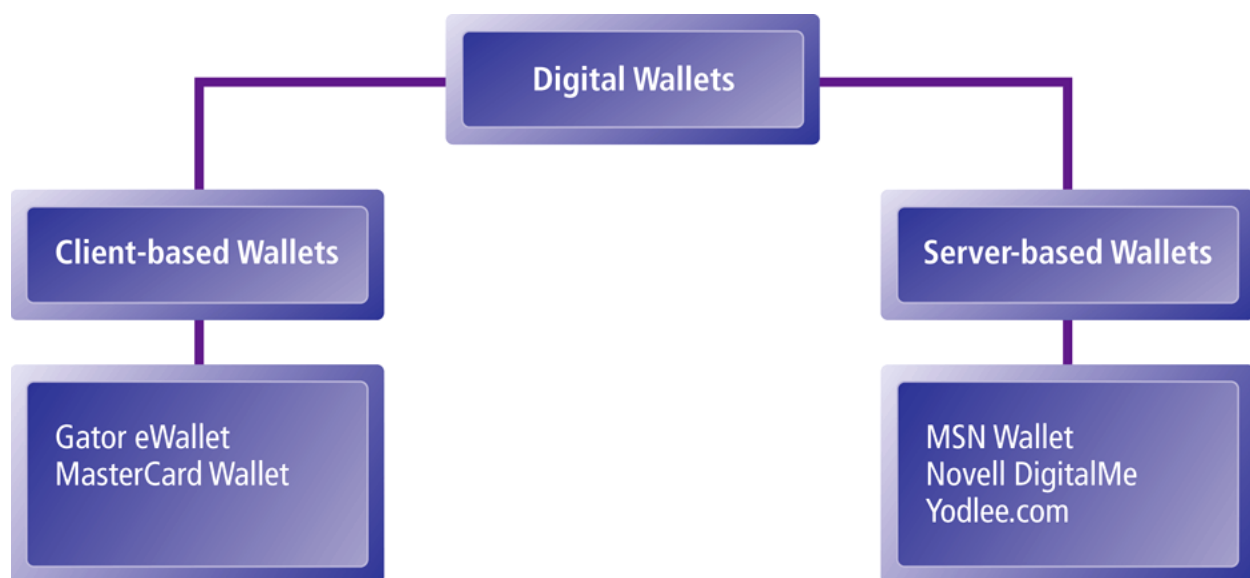 Digital Wallets
Client-based Wallets
Server-based Wallets
Gator eWallet
MasterCard Wallet
MSN Wallet
Novell DigitalMe
Yodlee.com